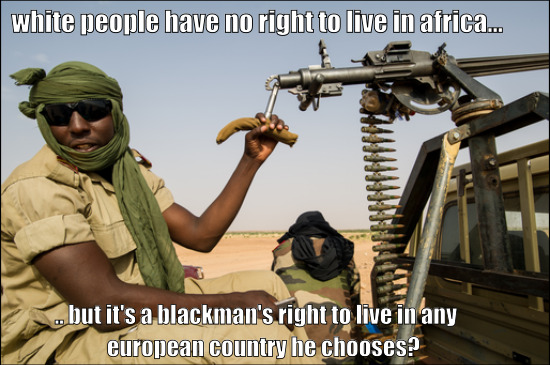 white people have no right to live in africa...
.. but it's a blackman's right to live in any
european country he chooses?